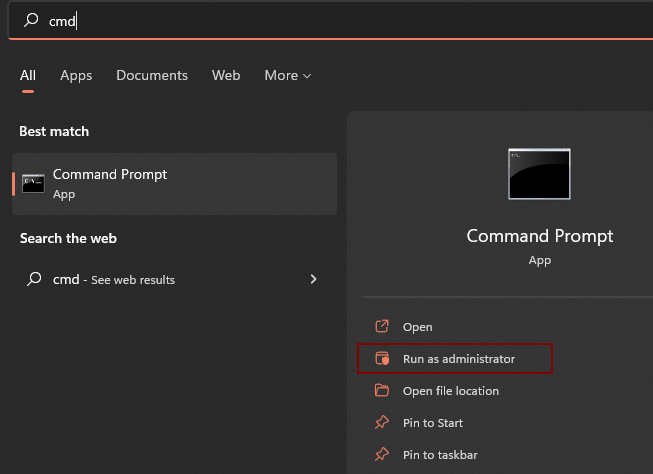 cmd
All Apps Documents Web More
Best match
Command Prompt
App
Search the web
cmd - See web results
Command Prompt
App
Open
Run as administrator
Open file location
Pin to Start
Pin to taskbar